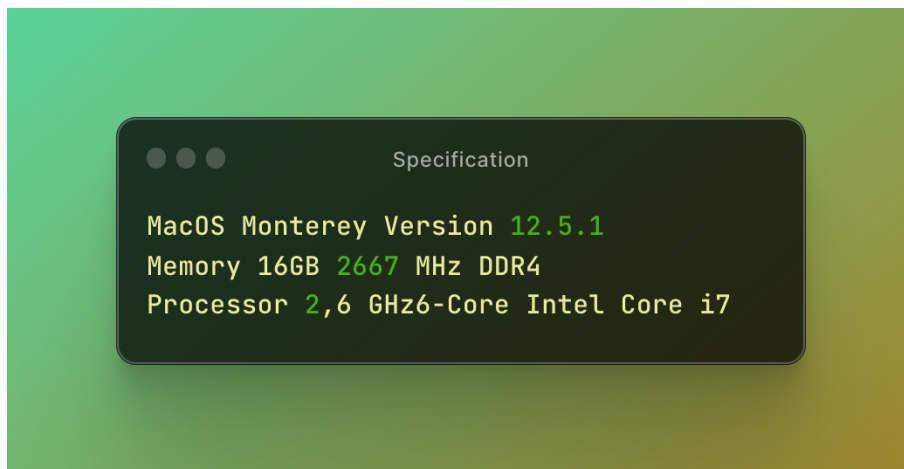 Specification
MacOS Monterey Version 12.5.1
Memory 16GB 2667 MHz DDR4
Processor 2,6 GHz6-Core Intel Core i7